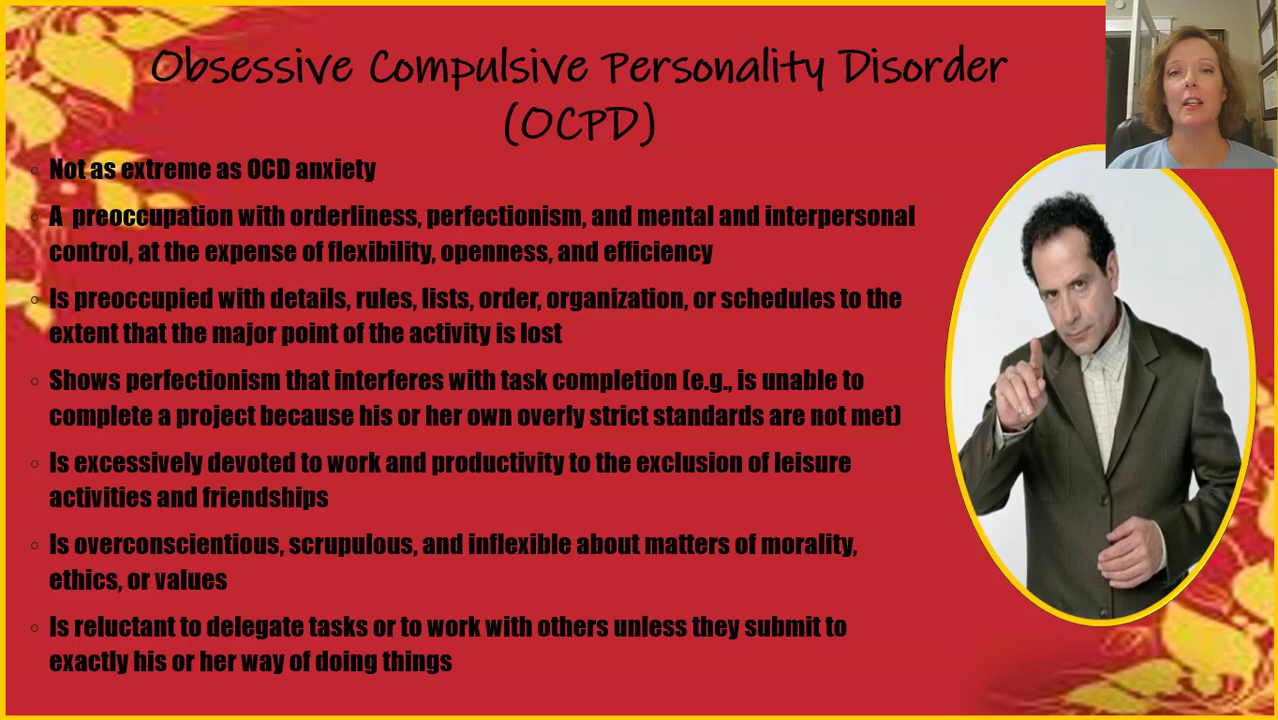 Obsessive Compulsive Personality Disorder
(OCPD)
Not as extreme as OCD anxiety
A preoccupation with orderliness, perfectionism, and mental and interpersonal
control, at the expense of flexibility, openness, and efficiency
Is preoccupied with details, rules, lists, order, organization, or schedules to the
extent that the major point of the activity is lost
Shows perfectionism that interferes with task completion (e.g., is unable to
complete a project because his or her own overly strict standards are not met)
Is excessively devoted to work and productivity to the exclusion of leisure
activities and friendships
Is overconscientious, scrupulous, and inflexible about matters of morality,
ethics, or values
Is reluctant to delegate tasks or to work with others unless they submit to
exactly his or her way of doing things